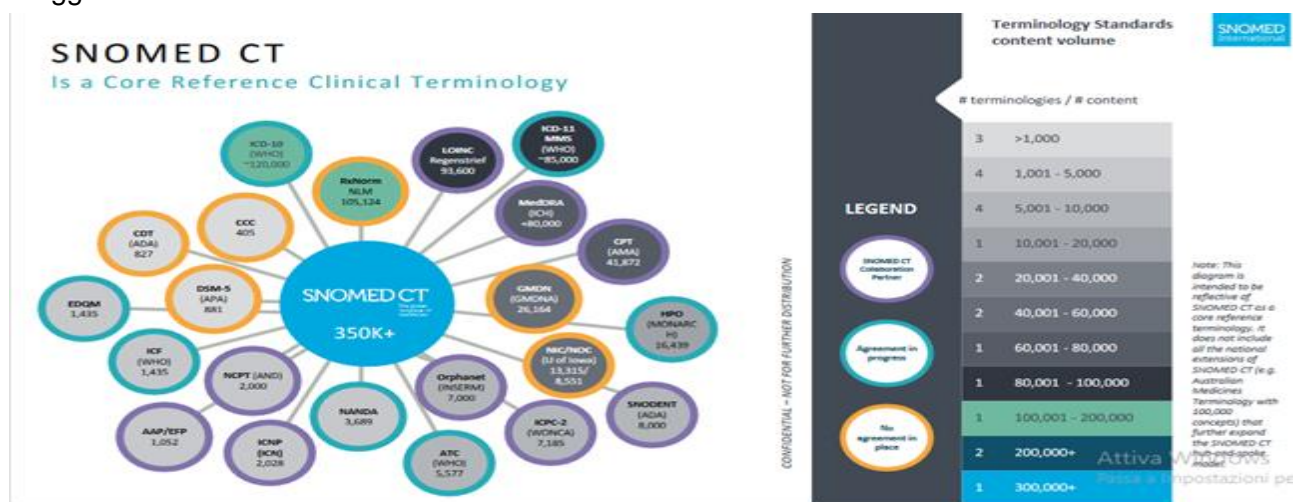 SNOMED CT
Is a Core Reference Clinical Terminology
ICD-10
(WHO)
~120,000
RxNorm
NLM
105,124
LOINC
Regenstrief
93,600
ICD-11
MMS
(WHO)
~85,000
MedDRA
(ICH)
CPT
(AMA)
41,872
CCC
405
CDT
(ADA)
827
DSM-5
(APA)
881
SNOMED CT
350K+
GMDN
(GMDNA)
26,164
HPO
(MONARC
H)
16,439
EDQM
1,435
ICF
(WHO)
1,435
NCPT (AND)
2,000
NANDA
3,689
Orphanet
(INSERM)
7,000
NIC/NOC
(U of Iowa)
13,315/
8,551
SNODENT
(ADA)
8,000
ICPC-2
(WONCA)
7,185
AAP/EFP
1,052
ICNP
(ICN)
2,028
ATC
(WHO)
5,577
CONFIDENTIAL – NOT FOR FURTHER DISTRIBUTION
LEGEND
SNOMED CT
Collaboration
Partner
Agreement in
progress
No
agreement in
place
Terminology Standards
content volume
SNOMED
International
# terminologies / # content
3 >1,000
4 1,001 - 5,000
4 5,001 - 10,000
1 10,001 - 20,000
2 20,001 - 40,000
2 40,001 - 60,000
1 60,001 - 80,000
1 80,001 - 100,000
1 100,001 - 200,000
2 200,000+
1 300,000+
Note: This
diagram is
intended to be
reflective of
SNOMED CT as a
core reference
terminology. It
does not include
all the national
extensions of
SNOMED CT (e.g.
Australian
Medicines
Terminology with
100,000
concepts) that
further expand
the SNOMED CT
hub-and-spoke
model.
Attiva Windows
Passa a Impostazioni pe